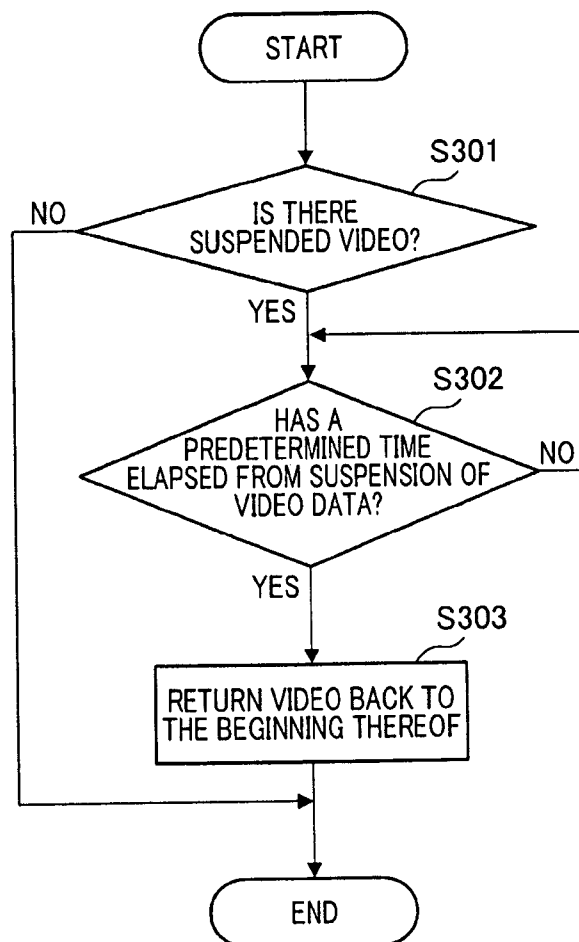 START
S301
NO
IS THERE
SUSPENDED VIDEO?
YES
S302
HAS A
PREDETERMINED TIME
ELAPSED FROM SUSPENSION OF
VIDEO DATA?
NO
YES
S303
RETURN VIDEO BACK TO
THE BEGINNING THEREOF
END